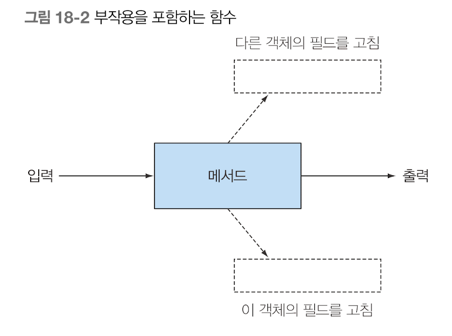 그림 18-2 부작용을 포함하는 함수
다른 객체의 필드를 고침
입력
메서드
출력
이 객체의 필드를 고침